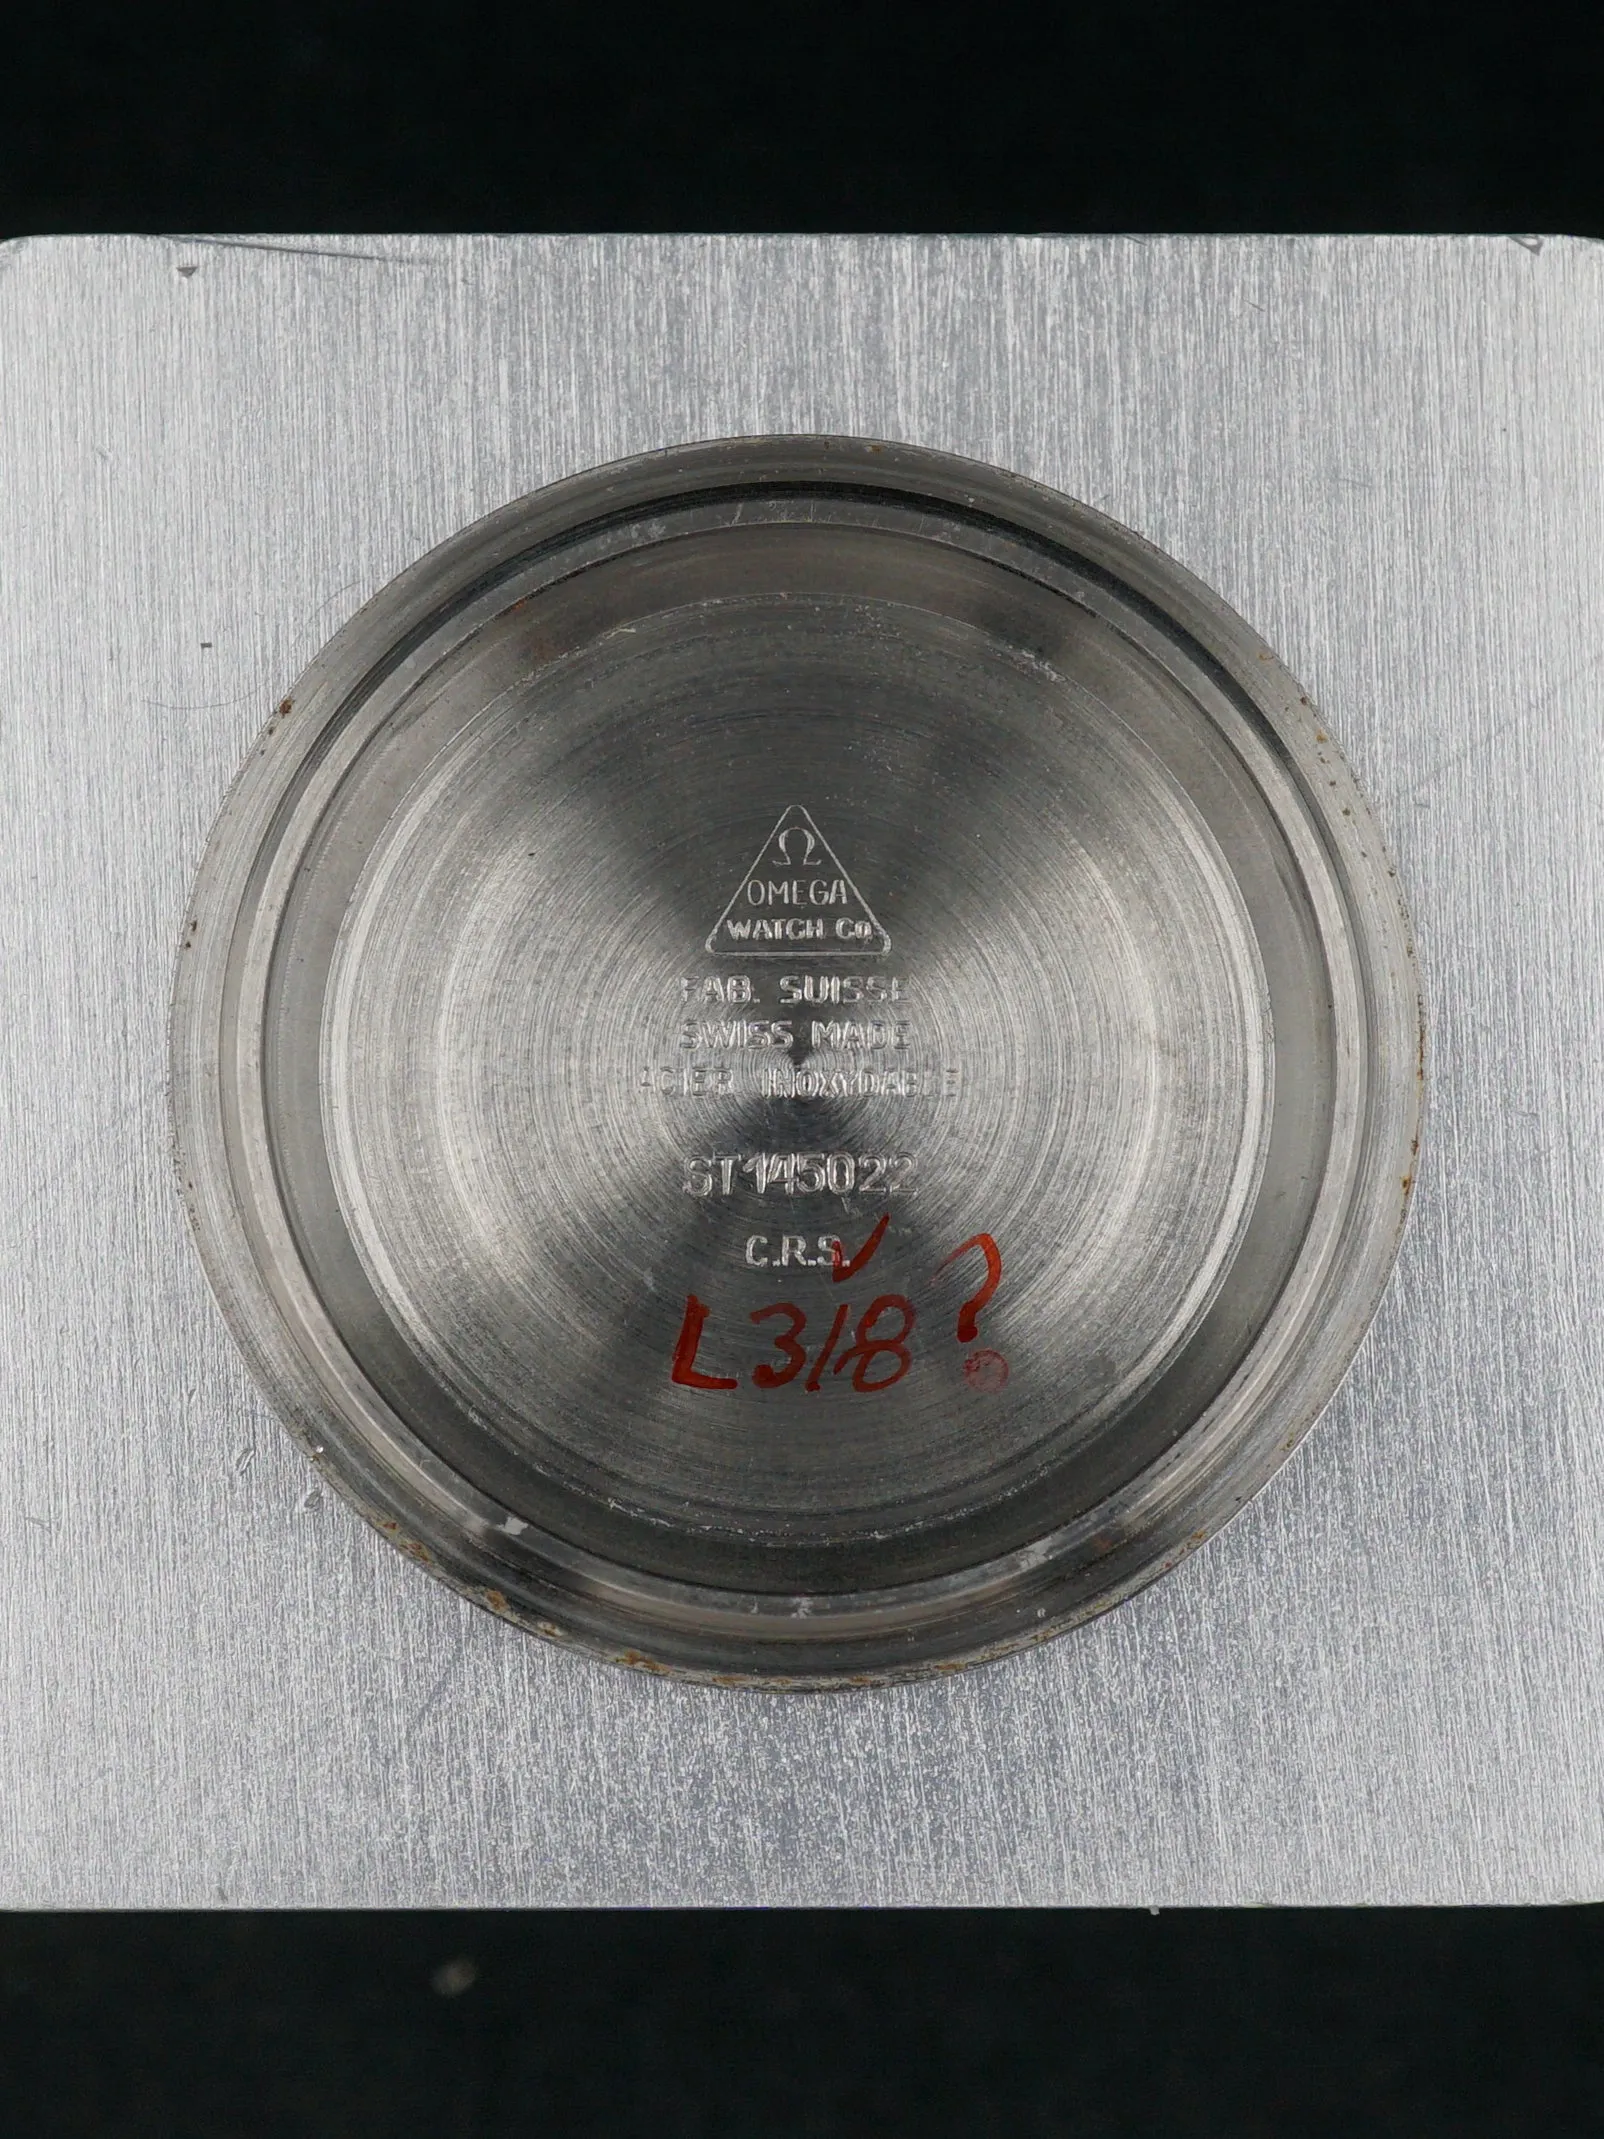 Ω
OMEGA
WATCH Co
FAB. SUISSE
SWISS MADE
ACIER INOXYDABLE
ST145022
C.R.S.
L318 ?